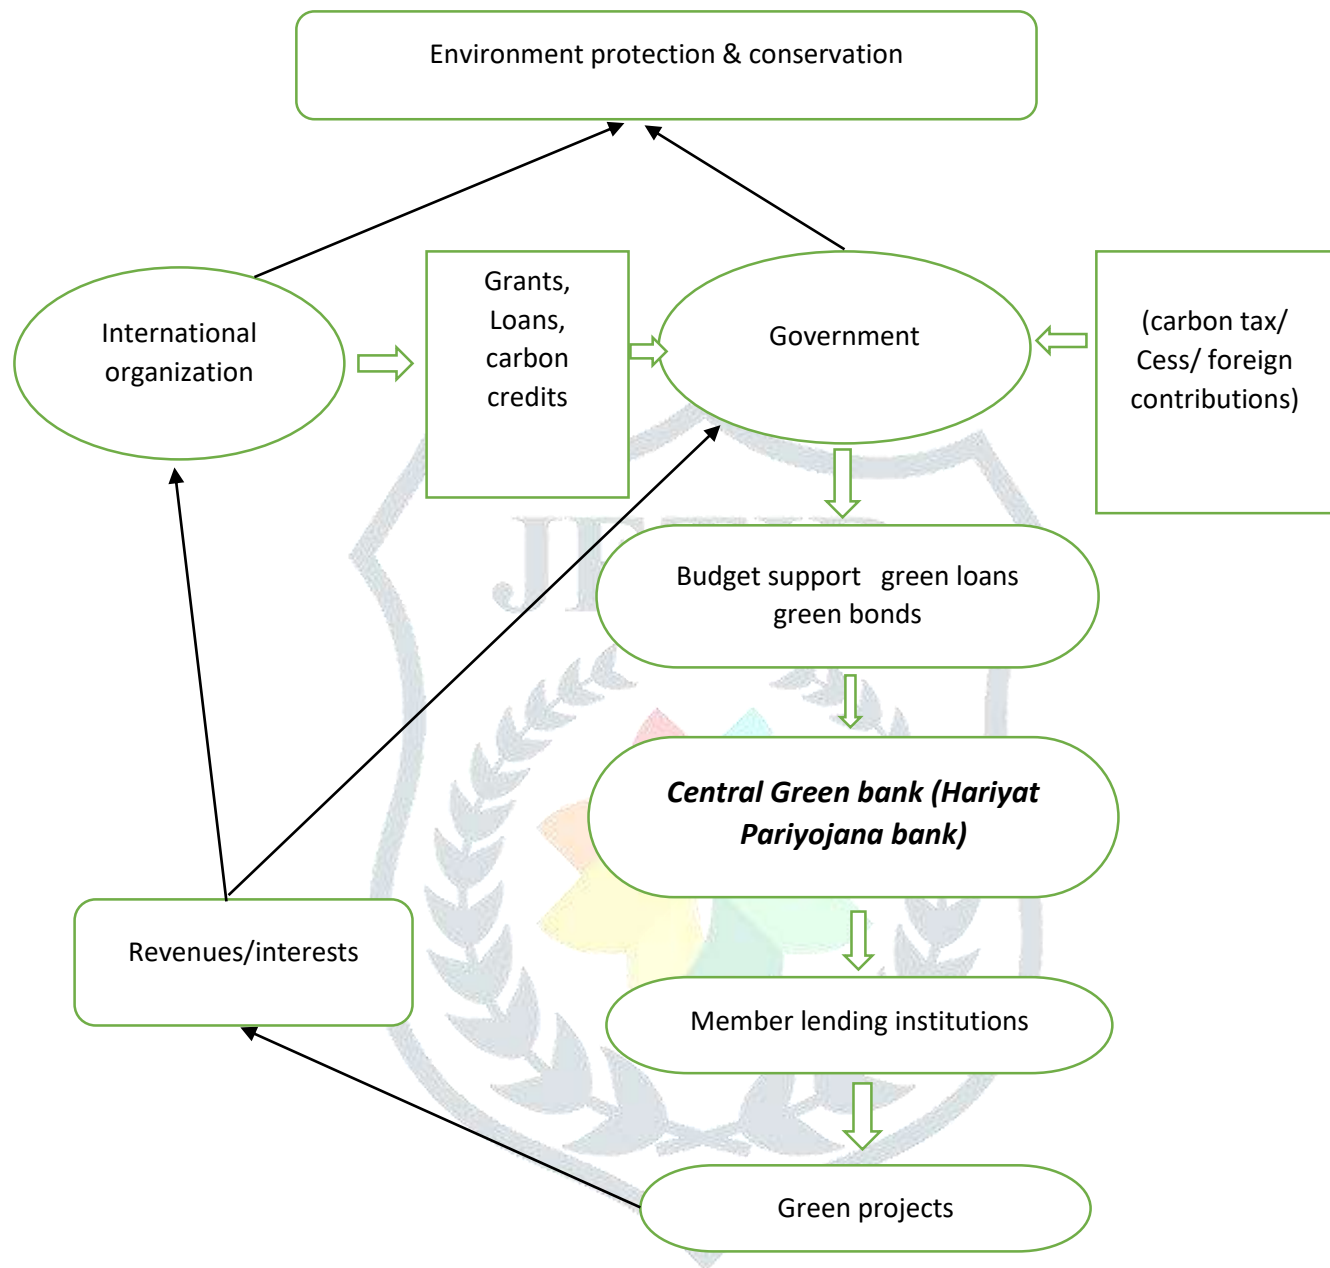 Environment protection & conservation
International
organization
Grants,
Loans,
carbon
credits
Government
(carbon tax/
Cess/ foreign
contributions)
Budget support   green loans
green bonds
Central Green bank (Hariyat
Pariyojana bank)
Revenues/interests
Member lending institutions
Green projects